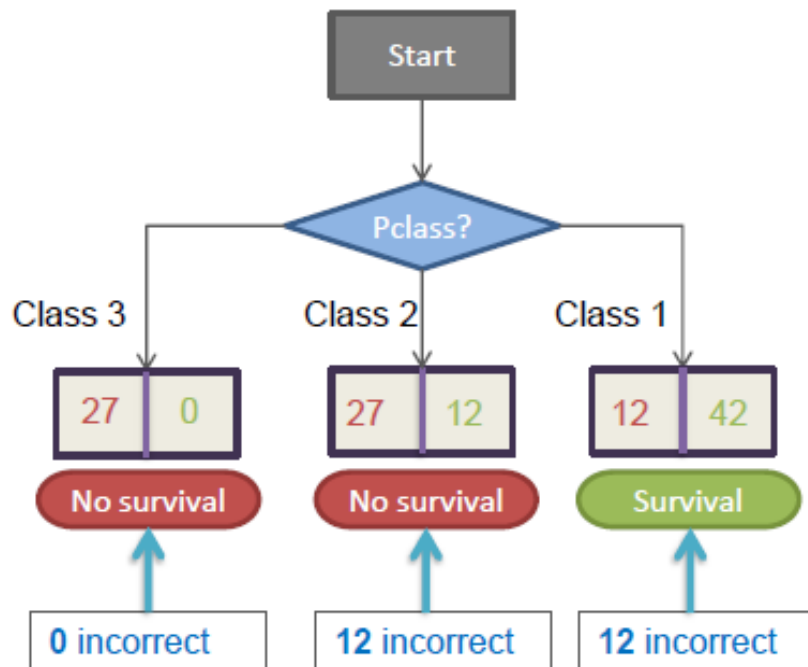 Start
Pclass?
Class 3 Class 2 Class 1
27 0 27 12 12 42
No survival No survival Survival
0 incorrect 12 incorrect 12 incorrect